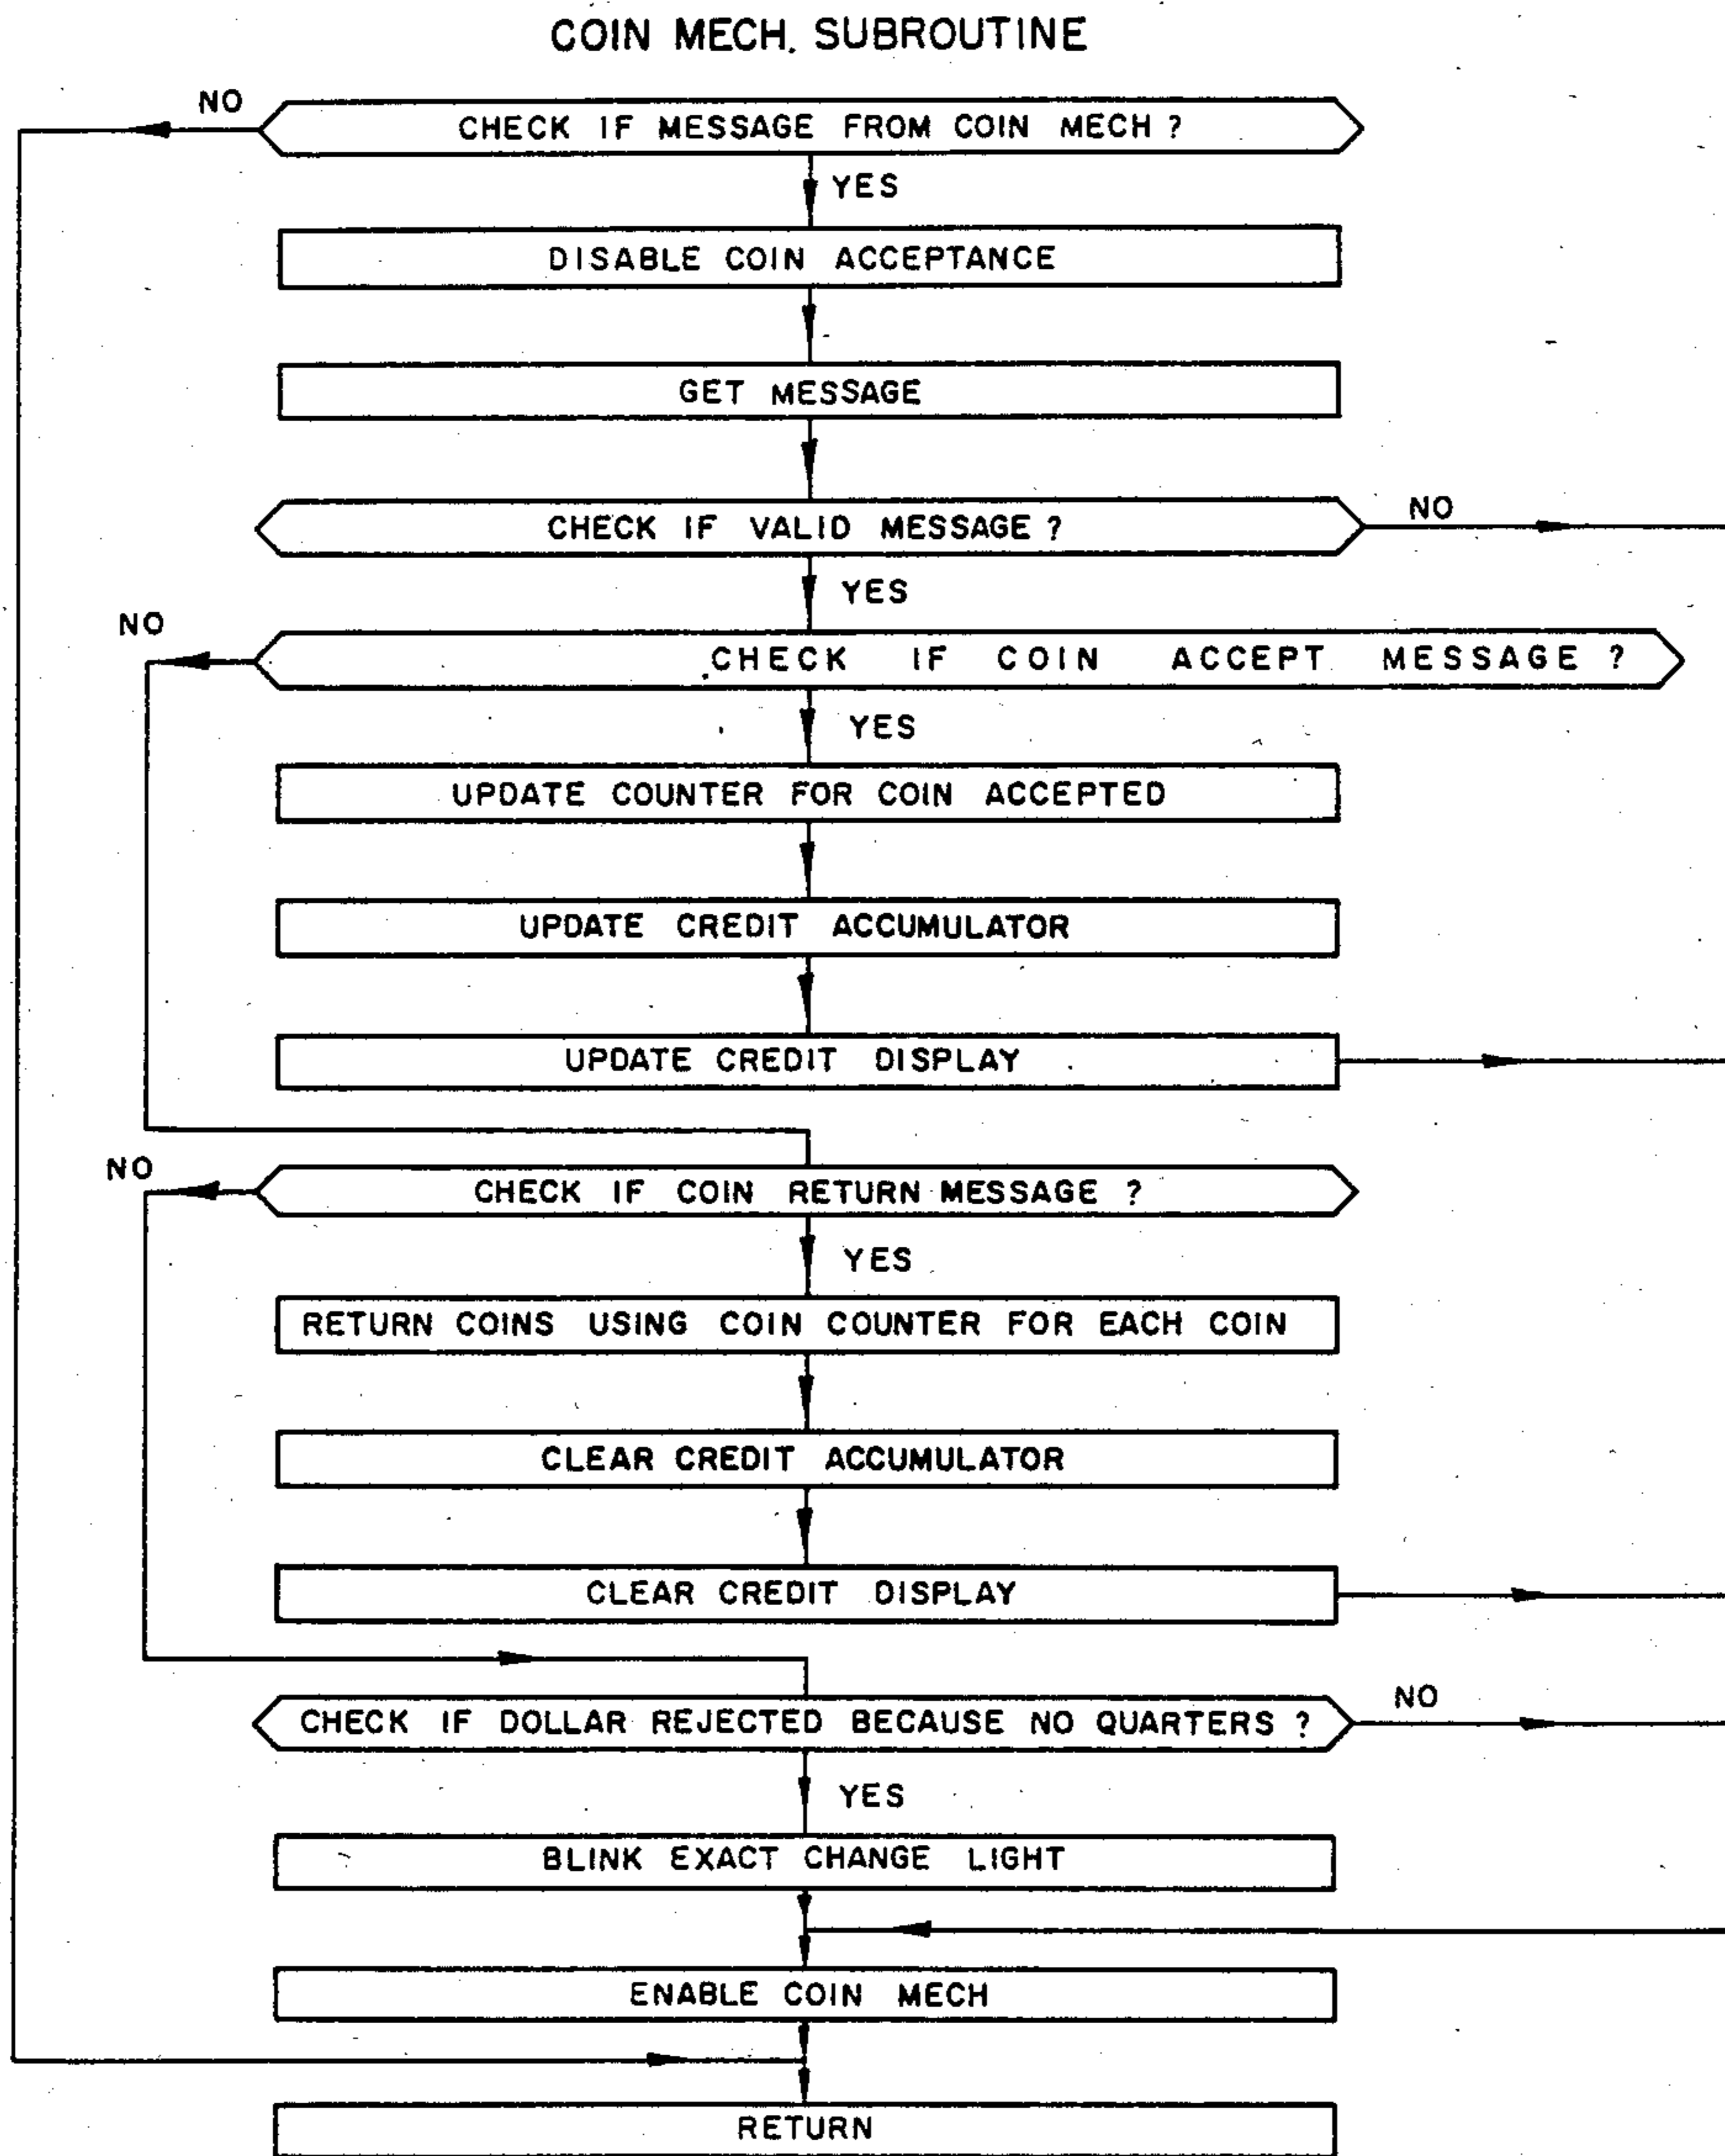 COIN MECH. SUBROUTINE
NO
CHECK IF MESSAGE FROM COIN MECH ?
YES
DISABLE COIN ACCEPTANCE
GET MESSAGE
CHECK IF VALID MESSAGE ?
NO
YES
NO
CHECK IF COIN ACCEPT MESSAGE ?
YES
UPDATE COUNTER FOR COIN ACCEPTED
UPDATE CREDIT ACCUMULATOR
UPDATE CREDIT DISPLAY
NO
CHECK IF COIN RETURN MESSAGE ?
YES
RETURN COINS USING COIN COUNTER FOR EACH COIN
CLEAR CREDIT ACCUMULATOR
CLEAR CREDIT DISPLAY
CHECK IF DOLLAR REJECTED BECAUSE NO QUARTERS ?
NO
YES
BLINK EXACT CHANGE LIGHT
ENABLE COIN MECH
RETURN